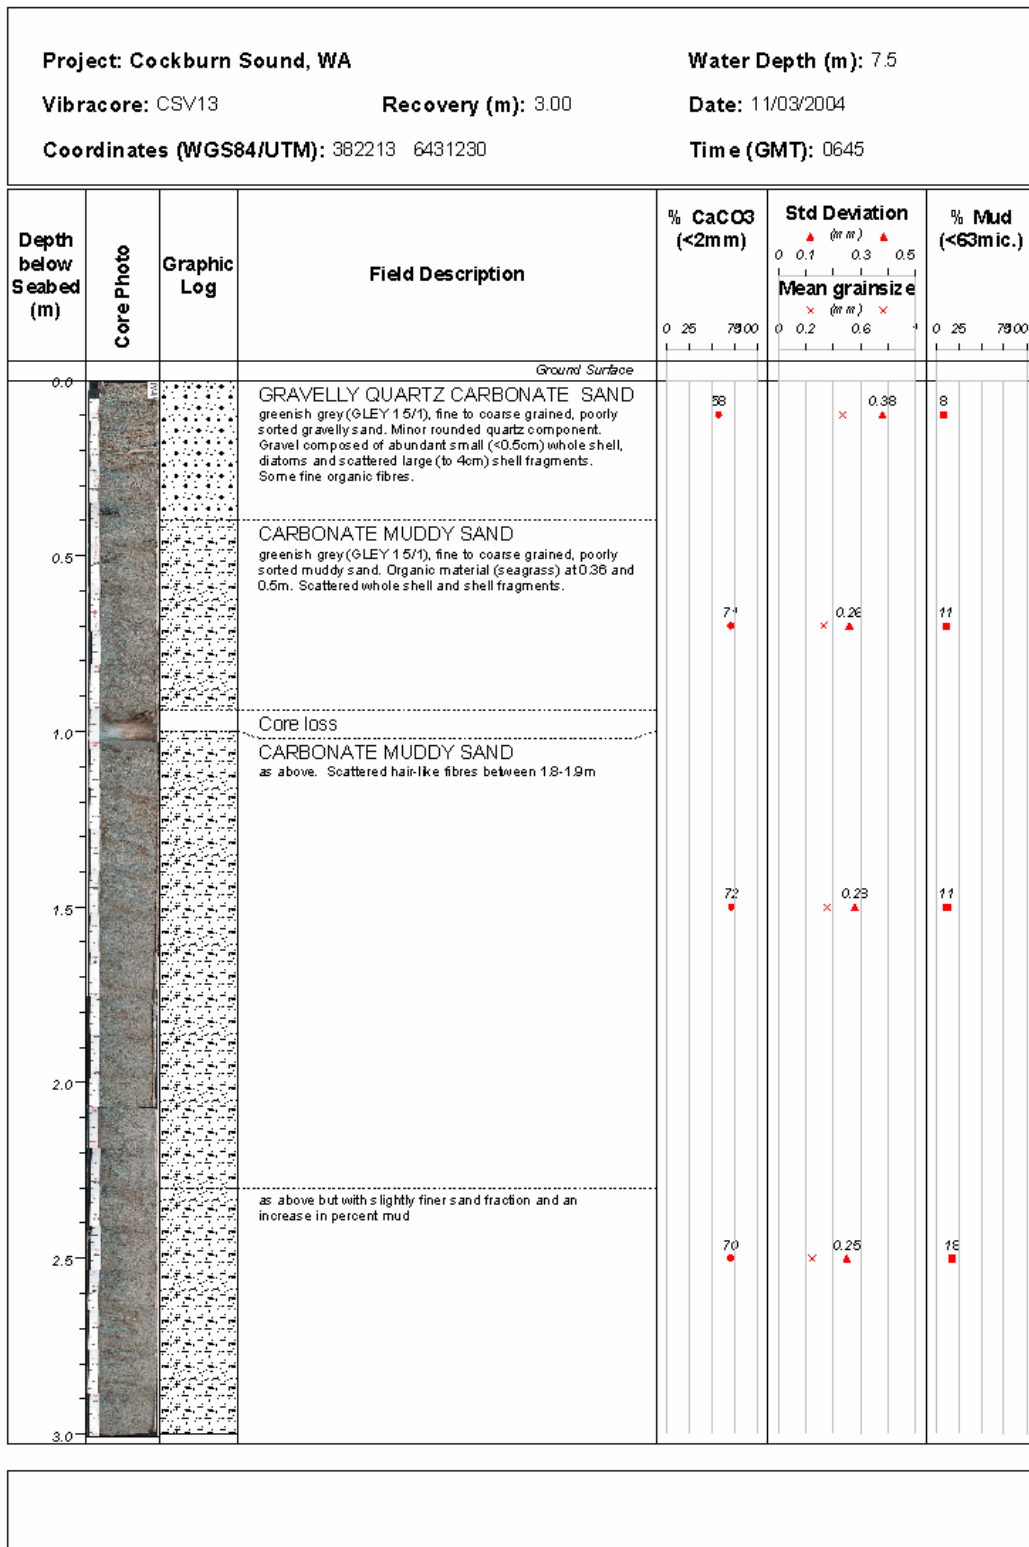 Project: Cockburn Sound, WA
Water Depth (m): 7.5
Vibracore: CSV13
Recovery (m): 3.00
Date: 11/03/2004
Coordinates (WGS84/UTM): 382213 6431230
Time (GMT): 0645
Depth
below
Seabed
(m)
Core Photo
Graphic
Log
Field Description
% CaCO3
(<2mm)
0 25 75 100
Std Deviation
(mm)
0 0.1 0.3 0.5
Mean grainsize
(mm)
0 0.2 0.6 1
% Mud
(<63mic.)
0 25 75 100
Ground Surface
0.0
GRAVELLY QUARTZ CARBONATE SAND
greenish grey (GLEY 1 5/1), fine to coarse grained, poorly
sorted gravelly sand. Minor rounded quartz component.
Gravel composed of abundant small (<0.5cm) whole shell,
diatoms and scattered large (to 4cm) shell fragments.
Some fine organic fibres.
58 0.38 8
CARBONATE MUDDY SAND
greenish grey (GLEY 1 5/1), fine to coarse grained, poorly
sorted muddy sand. Organic material (seagrass) at 0.36 and
0.5m. Scattered whole shell and shell fragments.
0.5
71 0.26 11
Core loss
1.0
CARBONATE MUDDY SAND
as above. Scattered hair-like fibres between 1.8-1.9m
72 0.28 11
1.5
2.0
as above but with slightly finer sand fraction and an
increase in percent mud
70 0.25 18
2.5
3.0